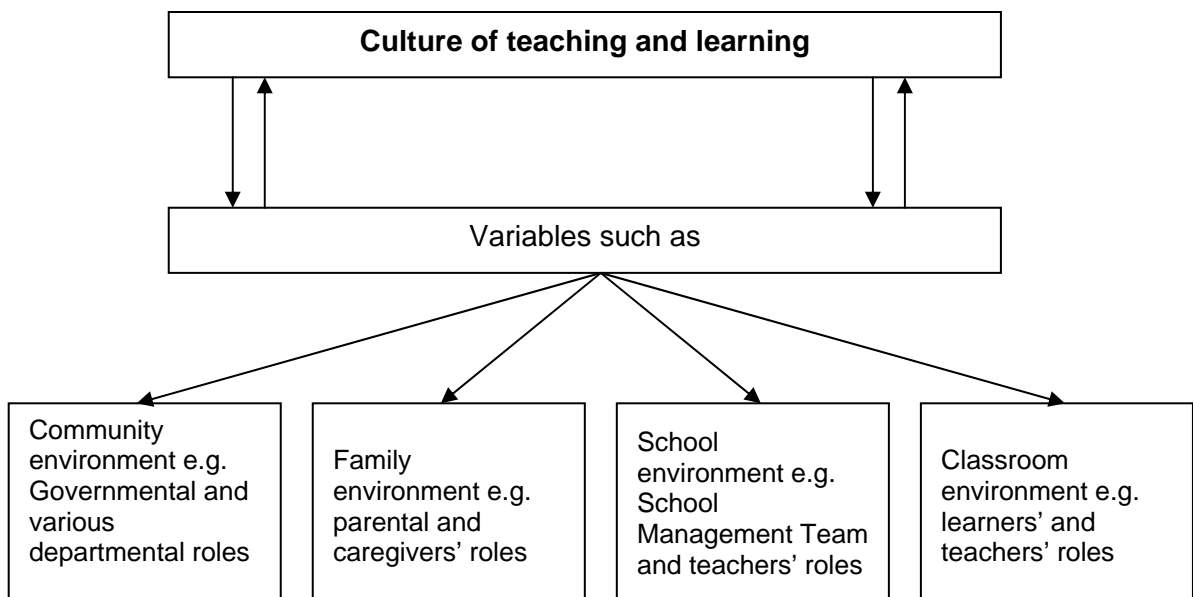 Culture of teaching and learning
Variables such as
Community
environment e.g.
Governmental and
various
departmental roles
Family
environment e.g.
parental and
caregivers’ roles
School
environment e.g.
School
Management Team
and teachers’ roles
Classroom
environment e.g.
learners’ and
teachers’ roles